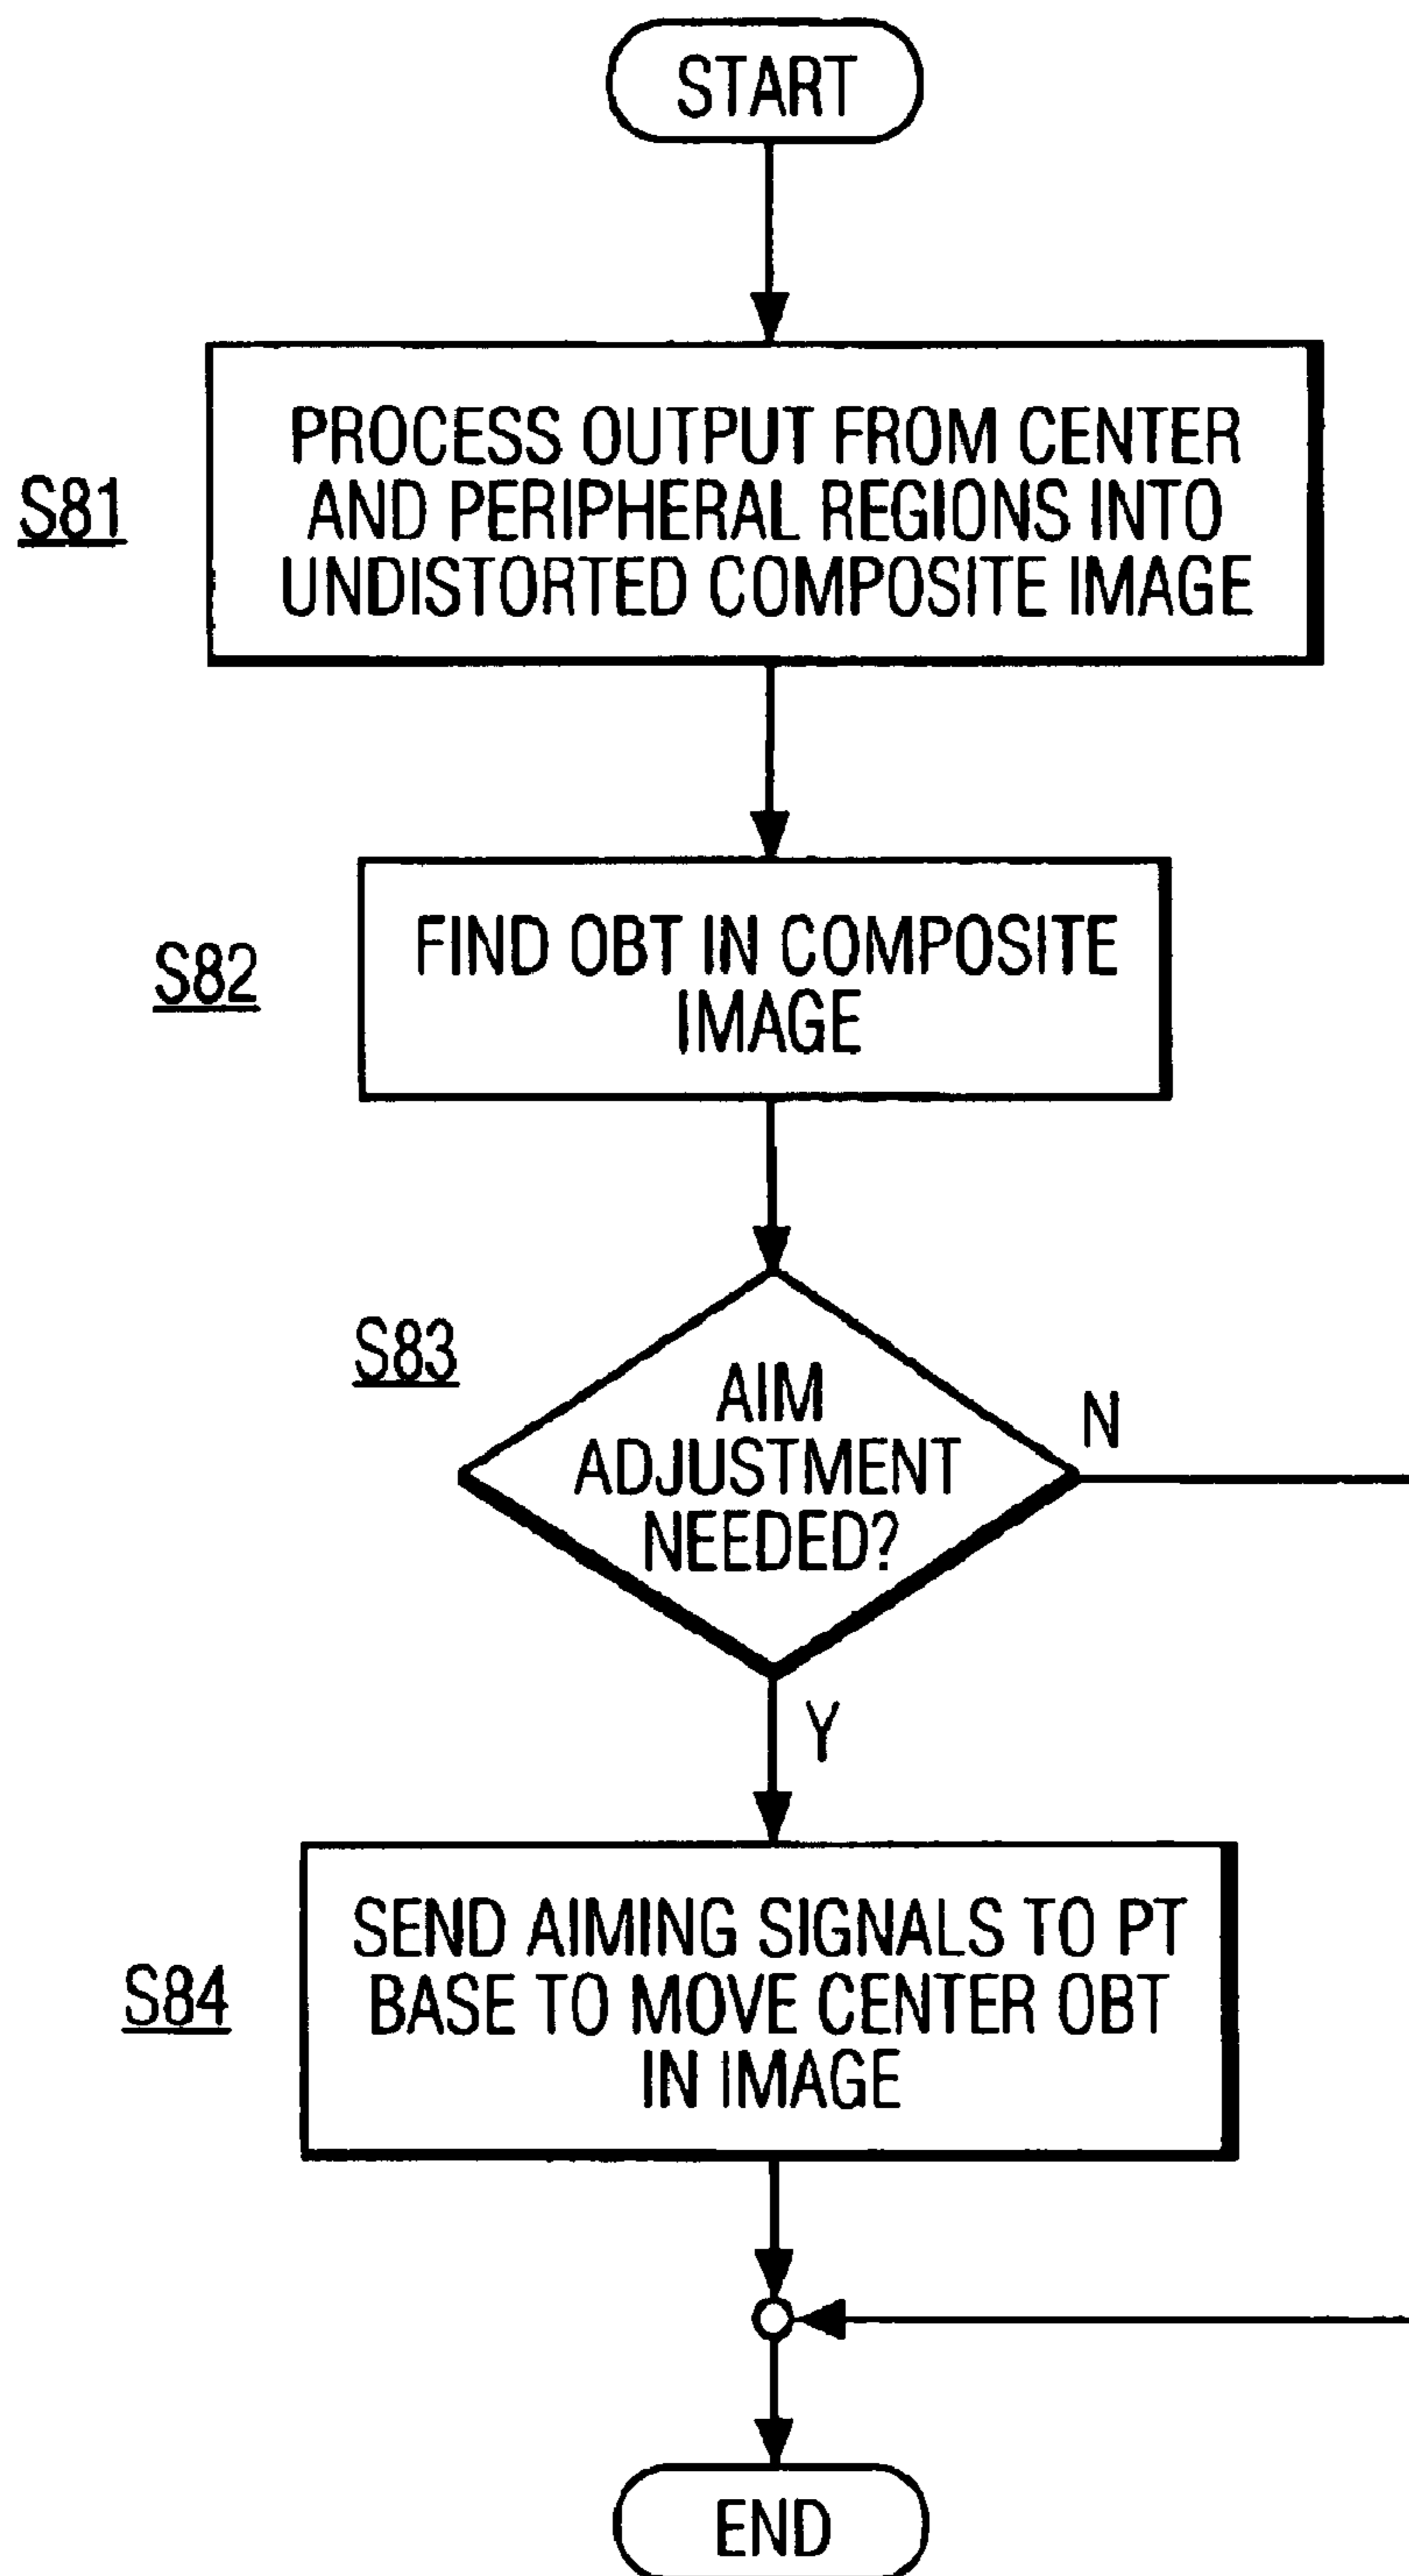 START
S81
PROCESS OUTPUT FROM CENTER
AND PERIPHERAL REGIONS INTO
UNDISTORTED COMPOSITE IMAGE
S82
FIND OBT IN COMPOSITE
IMAGE
S83
AIM
ADJUSTMENT
NEEDED?
N
Y
S84
SEND AIMING SIGNALS TO PT
BASE TO MOVE CENTER OBT
IN IMAGE
END